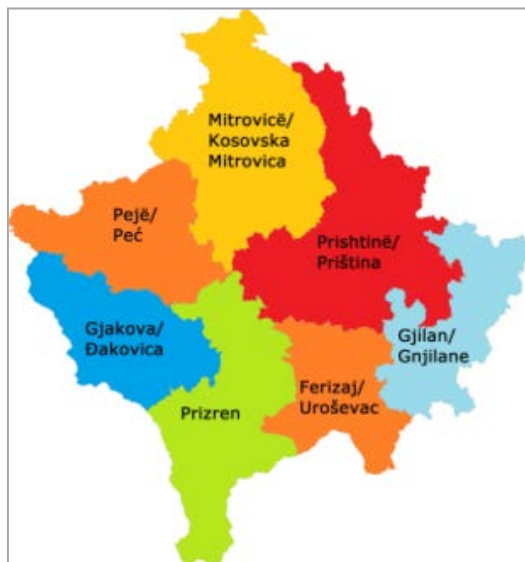 Mitrovicë/
Kosovska
Mitrovica
Pejë/
Peć
Prishtinë/
Priština
Gjakova/
Đakovica
Gjilan/
Gnjilane
Prizren
Ferizaj/
Uroševac